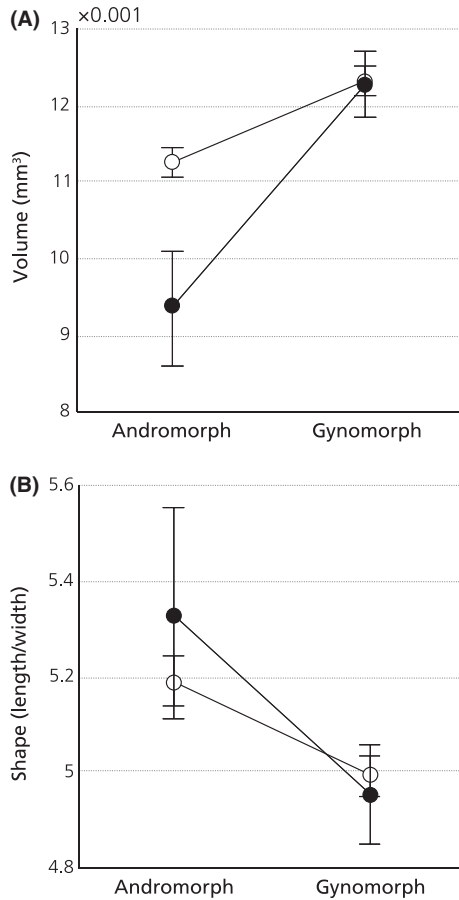 (A)
×0.001
13
12
11
10
9
8
Volume (mm³)
Andromorph Gynomorph
(B)
5.6
5.4
5.2
5
4.8
Shape (length/width)
Andromorph Gynomorph